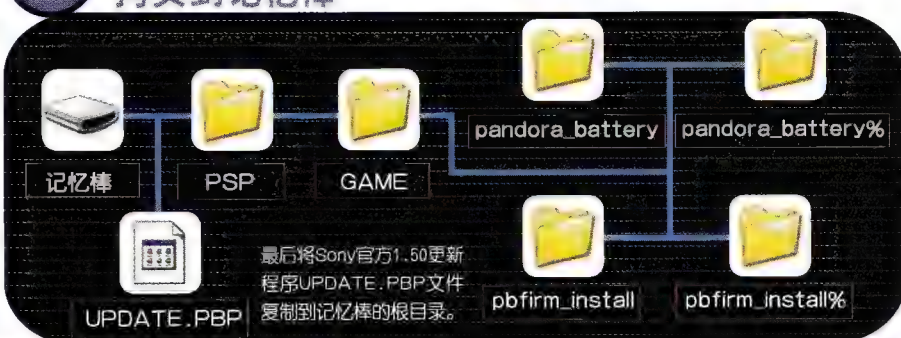 记忆棒
PSP
GAME
pandora_battery
pandora_battery%
UPDATE.PBP
最后将Sony官方1.50更新
程序UPDATE.PBP文件
复制到记忆棒的根目录。
pbfirm_install
pbfirm_install%